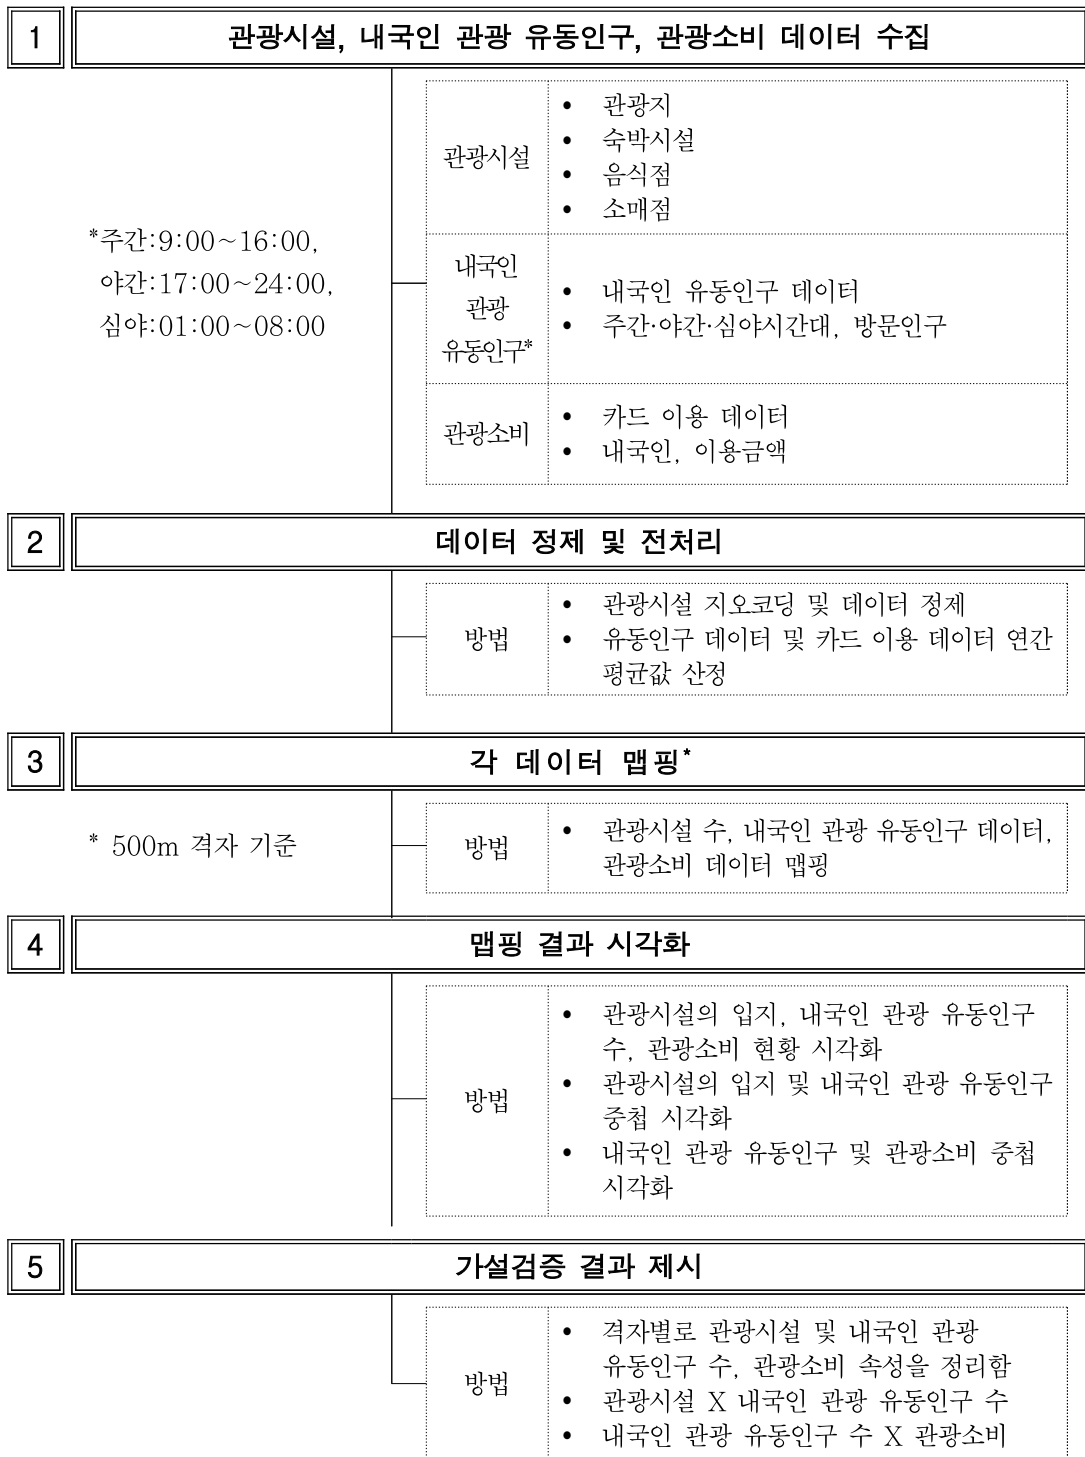 1
관광시설, 내국인 관광 유동인구, 관광소비 데이터 수집
*주간:9:00~16:00,
야간:17:00~24:00,
심야:01:00~08:00
관광시설
• 관광지
• 숙박시설
• 음식점
• 소매점
내국인
관광
유동인구*
• 내국인 유동인구 데이터
• 주간·야간·심야시간대, 방문인구
관광소비
• 카드 이용 데이터
• 내국인, 이용금액
2
데이터 정제 및 전처리
방법
• 관광시설 지오코딩 및 데이터 정제
• 유동인구 데이터 및 카드 이용 데이터 연간
평균값 산정
3
각 데이터 맵핑*
* 500m 격자 기준
방법
• 관광시설 수, 내국인 관광 유동인구 데이터,
관광소비 데이터 맵핑
4
맵핑 결과 시각화
방법
• 관광시설의 입지, 내국인 관광 유동인구
수, 관광소비 현황 시각화
• 관광시설의 입지 및 내국인 관광 유동인구
중첩 시각화
• 내국인 관광 유동인구 및 관광소비 중첩
시각화
5
가설검증 결과 제시
방법
• 격자별로 관광시설 및 내국인 관광
유동인구 수, 관광소비 속성을 정리함
• 관광시설 X 내국인 관광 유동인구 수
• 내국인 관광 유동인구 수 X 관광소비